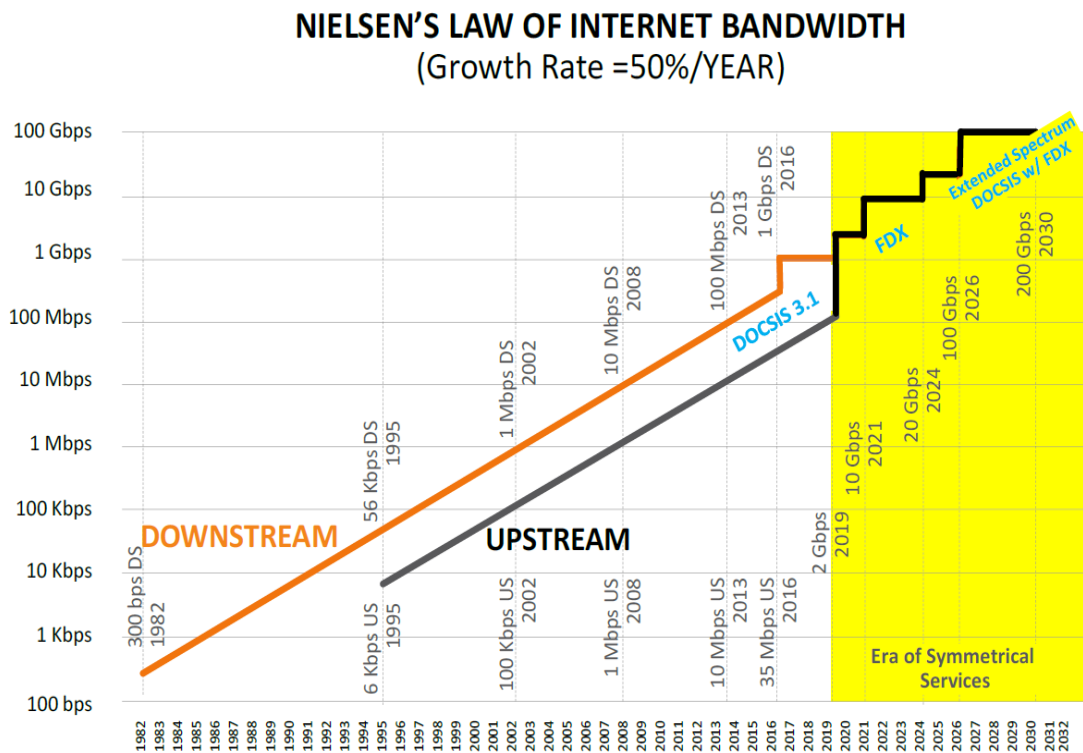 NIELSEN'S LAW OF INTERNET BANDWIDTH
(Growth Rate =50%/YEAR)
100 Gbps
10 Gbps
1 Gbps
100 Mbps
10 Mbps
1 Mbps
100 Kbps
10 Kbps
1 Kbps
100 bps
DOWNSTREAM
UPSTREAM
300 bps DS
1982
56 Kbps DS
1995
1 Mbps DS
2002
10 Mbps DS
2008
100 Mbps DS
2013
1 Gbps DS
2016
6 Kbps US
1995
100 Kbps US
2002
1 Mbps US
2008
10 Mbps US
2013
35 Mbps US
2016
2 Gbps
2019
10 Gbps
2021
20 Gbps
2024
100 Gbps
2026
200 Gbps
2030
DOCSIS 3.1
FDX
Extended Spectrum
DOCSIS w/ FDX
Era of Symmetrical
Services
1982
1983
1984
1985
1986
1987
1988
1989
1990
1991
1992
1993
1994
1995
1996
1997
1998
1999
2000
2001
2002
2003
2004
2005
2006
2007
2008
2009
2010
2011
2012
2013
2014
2015
2016
2017
2018
2019
2020
2021
2022
2023
2024
2025
2026
2027
2028
2029
2030
2031
2032